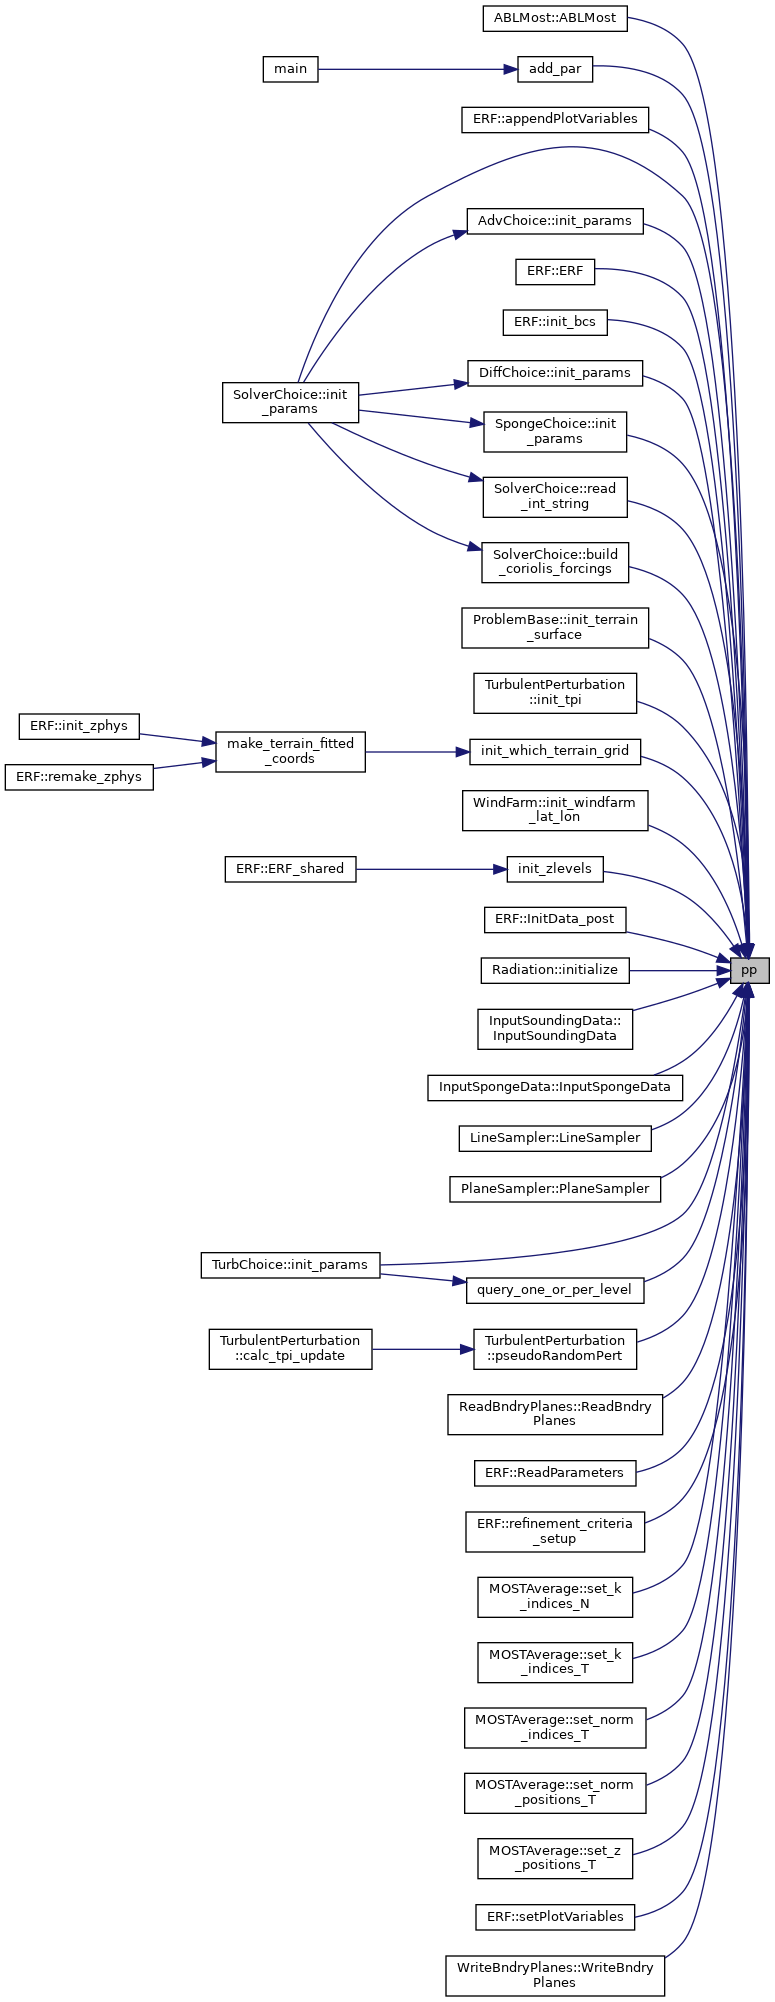 ABLMost::ABLMost
main
add_par
ERF::appendPlotVariables
AdvChoice::init_params
ERF::ERF
ERF::init_bcs
DiffChoice::init_params
SolverChoice::init
_params
SpongeChoice::init
_params
SolverChoice::read
_int_string
SolverChoice::build
_coriolis_forcings
ProblemBase::init_terrain
_surface
TurbulentPerturbation
::init_tpi
ERF::init_zphys
ERF::remake_zphys
make_terrain_fitted
_coords
init_which_terrain_grid
WindFarm::init_windfarm
_lat_lon
ERF::ERF_shared
init_zlevels
ERF::InitData_post
Radiation::initialize
pp
InputSoundingData::
InputSoundingData
InputSpongeData::InputSpongeData
LineSampler::LineSampler
PlaneSampler::PlaneSampler
TurbChoice::init_params
query_one_or_per_level
TurbulentPerturbation
::calc_tpi_update
TurbulentPerturbation
::pseudoRandomPert
ReadBndryPlanes::ReadBndry
Planes
ERF::ReadParameters
ERF::refinement_criteria
_setup
MOSTAverage::set_k
_indices_N
MOSTAverage::set_k
_indices_T
MOSTAverage::set_norm
_indices_T
MOSTAverage::set_norm
_positions_T
MOSTAverage::set_z
_positions_T
ERF::setPlotVariables
WriteBndryPlanes::WriteBndry
Planes